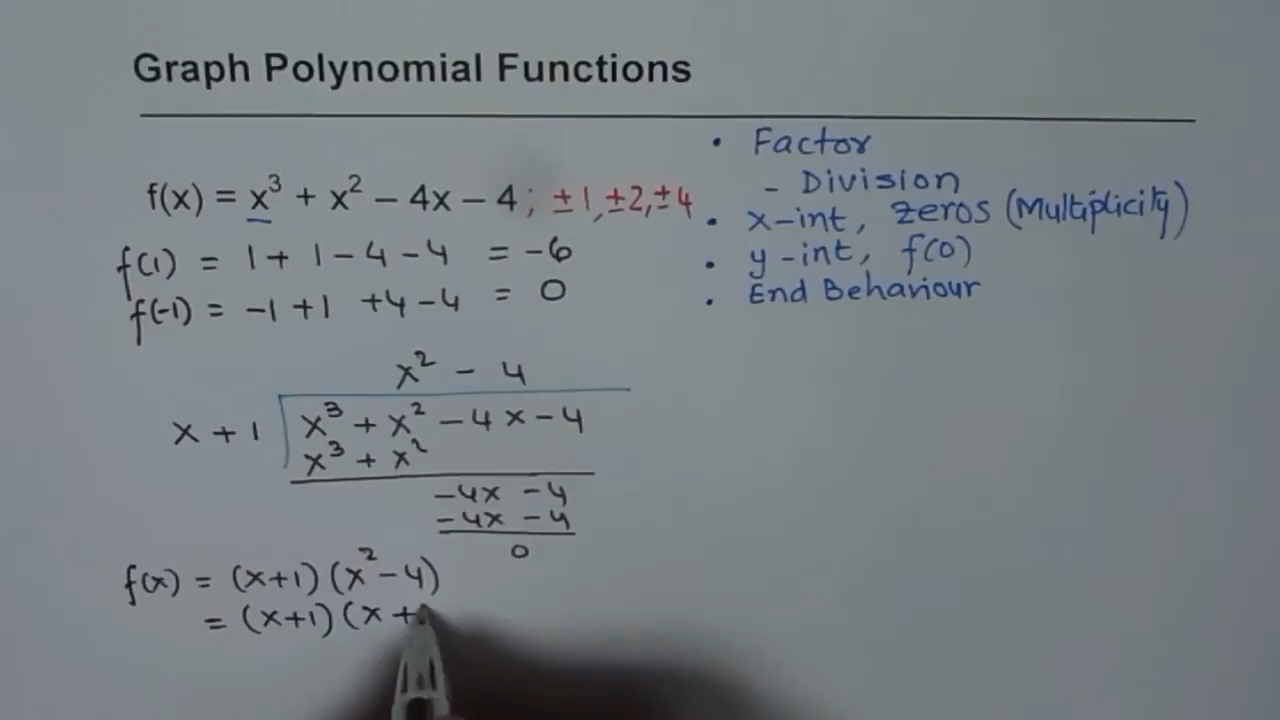 Graph Polynomial Functions
f(x) = x³ + x² − 4x − 4 ; ±1, ±2, ±4
f(1) = 1 + 1 − 4 − 4 = −6
f(-1) = −1 + 1 + 4 − 4 = 0
x² − 4
x + 1 x³ + x² − 4x − 4
x³ + x²
−4x − 4
−4x − 4
0
f(x) = (x+1)(x² − 4)
= (x+1)(x +
• Factor
- Division
• x-int, zeros (Multiplicity)
• y-int, f(0)
• End Behaviour